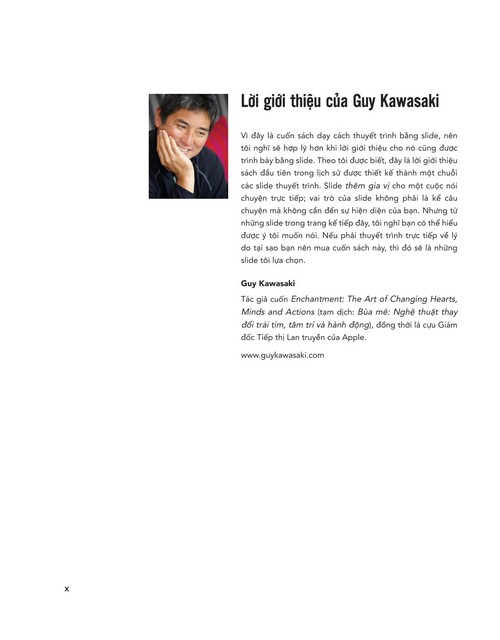 Lời giới thiệu của Guy Kawasaki
Vì đây là cuốn sách dạy cách thuyết trình bằng slide, nên
tôi nghĩ sẽ hợp lý hơn khi lời giới thiệu cho nó cũng được
trình bày bằng slide. Theo tôi được biết, đây là lời giới thiệu
sách đầu tiên trong lịch sử được thiết kế thành một chuỗi
các slide thuyết trình. Slide thêm gia vị cho một cuộc nói
chuyện trực tiếp; vai trò của slide không phải là kể câu
chuyện mà không cần đến sự hiện diện của bạn. Nhưng từ
những slide trong trang kế tiếp đây, tôi nghĩ bạn có thể hiểu
được ý tôi muốn nói. Nếu phải thuyết trình trực tiếp về lý
do tại sao bạn nên mua cuốn sách này, thì đó sẽ là những
slide tôi lựa chọn.
Guy Kawasaki
Tác giả cuốn Enchantment: The Art of Changing Hearts,
Minds and Actions (tạm dịch: Bùa mê: Nghệ thuật thay
đổi trái tim, tâm trí và hành động), đồng thời là cựu Giám
đốc Tiếp thị Lan truyền của Apple.
www.guykawasaki.com
x